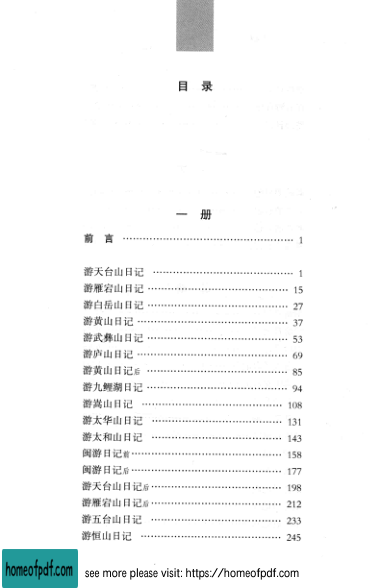 目 录
一 册
前 言 ………………………………………… 1
游天台山日记 ………………………………… 1
游雁宕山日记 ………………………………… 15
游白岳山日记 ………………………………… 27
游黄山日记 …………………………………… 37
游武彝山日记 ………………………………… 53
游庐山日记 …………………………………… 69
游黄山日记后 ………………………………… 85
游九鲤湖日记 ………………………………… 94
游嵩山日记 …………………………………… 108
游太华山日记 ………………………………… 131
游太和山日记 ………………………………… 143
闽游日记前 …………………………………… 158
闽游日记后 …………………………………… 177
游天台山日记后 ……………………………… 198
游雁宕山日记后 ……………………………… 212
游五台山日记 ………………………………… 233
游恒山日记 …………………………………… 245
homeofpdf.com
see more please visit: https://homeofpdf.com